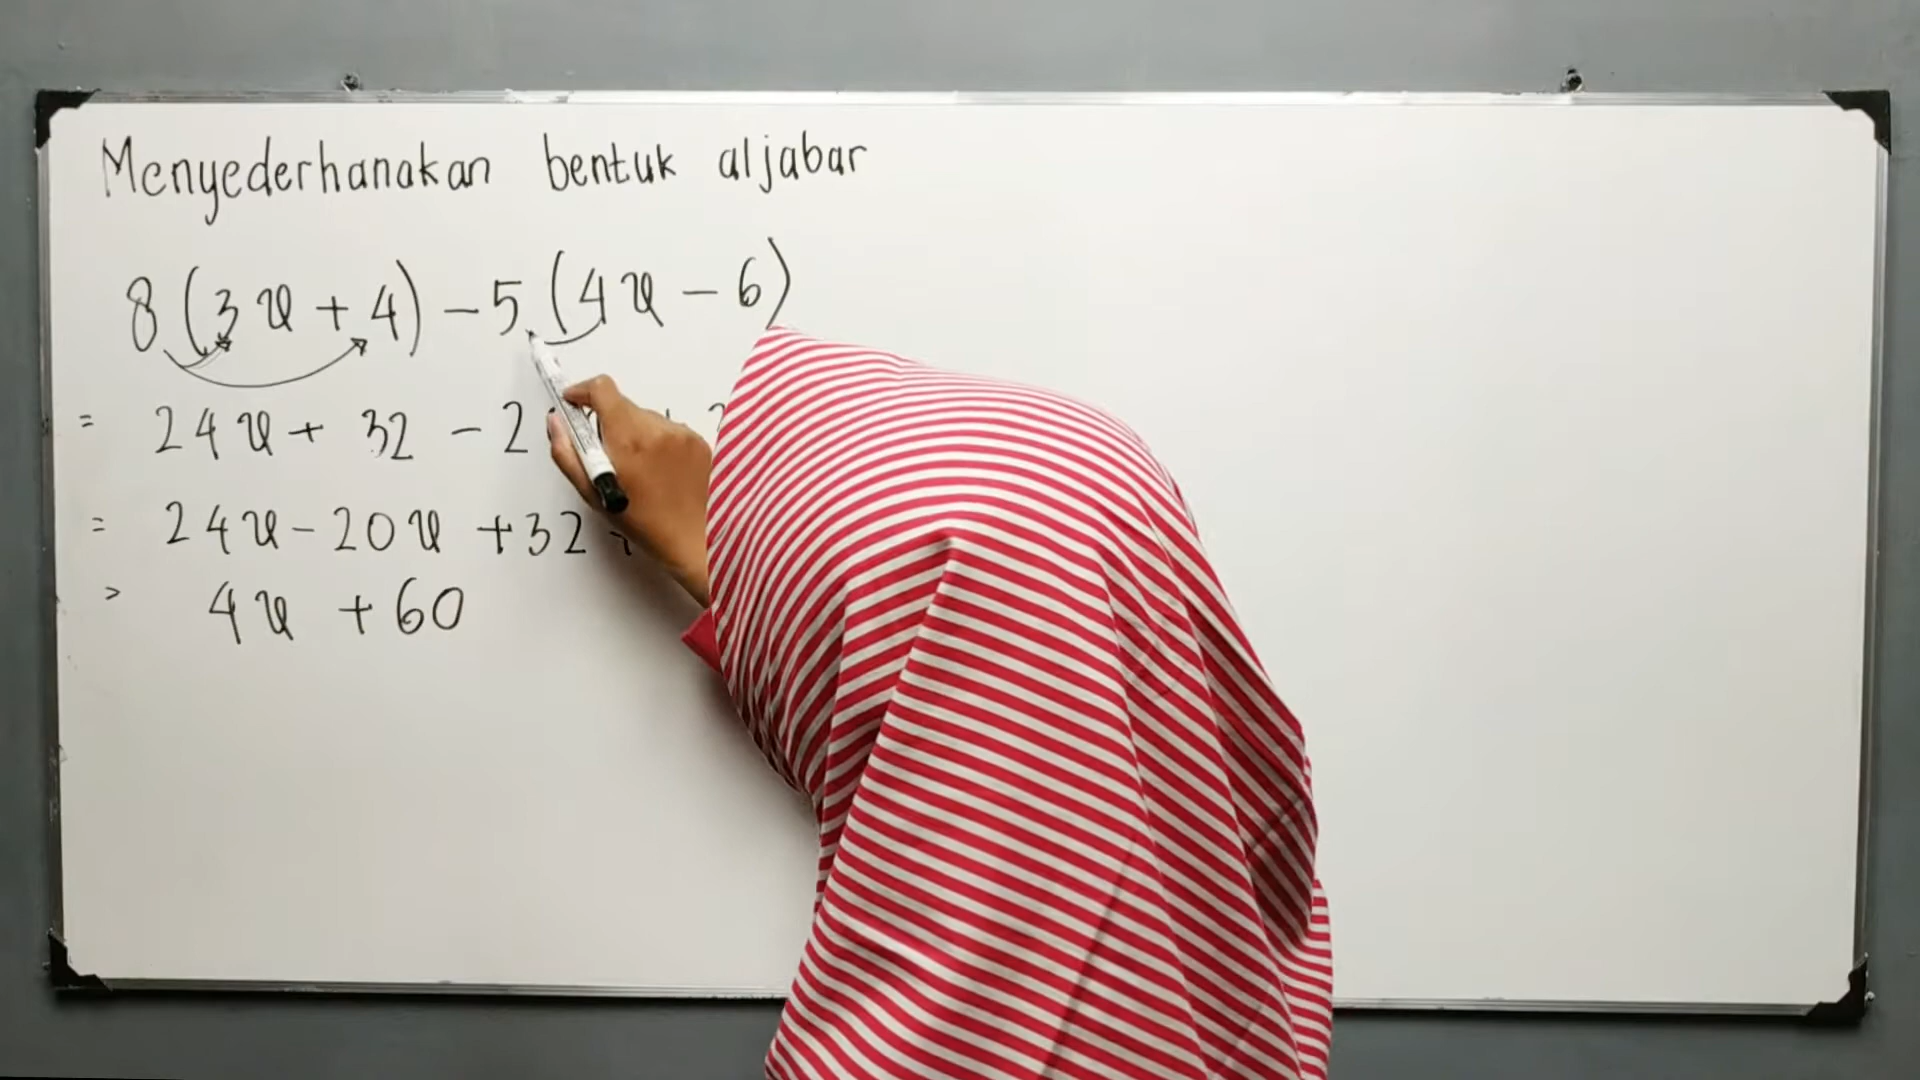 Menyederhanakan bentuk aljabar
8 (3x + 4) - 5 (4x - 6)
= 24x + 32 - 2
= 24x - 20x + 32 +
= 4x + 60